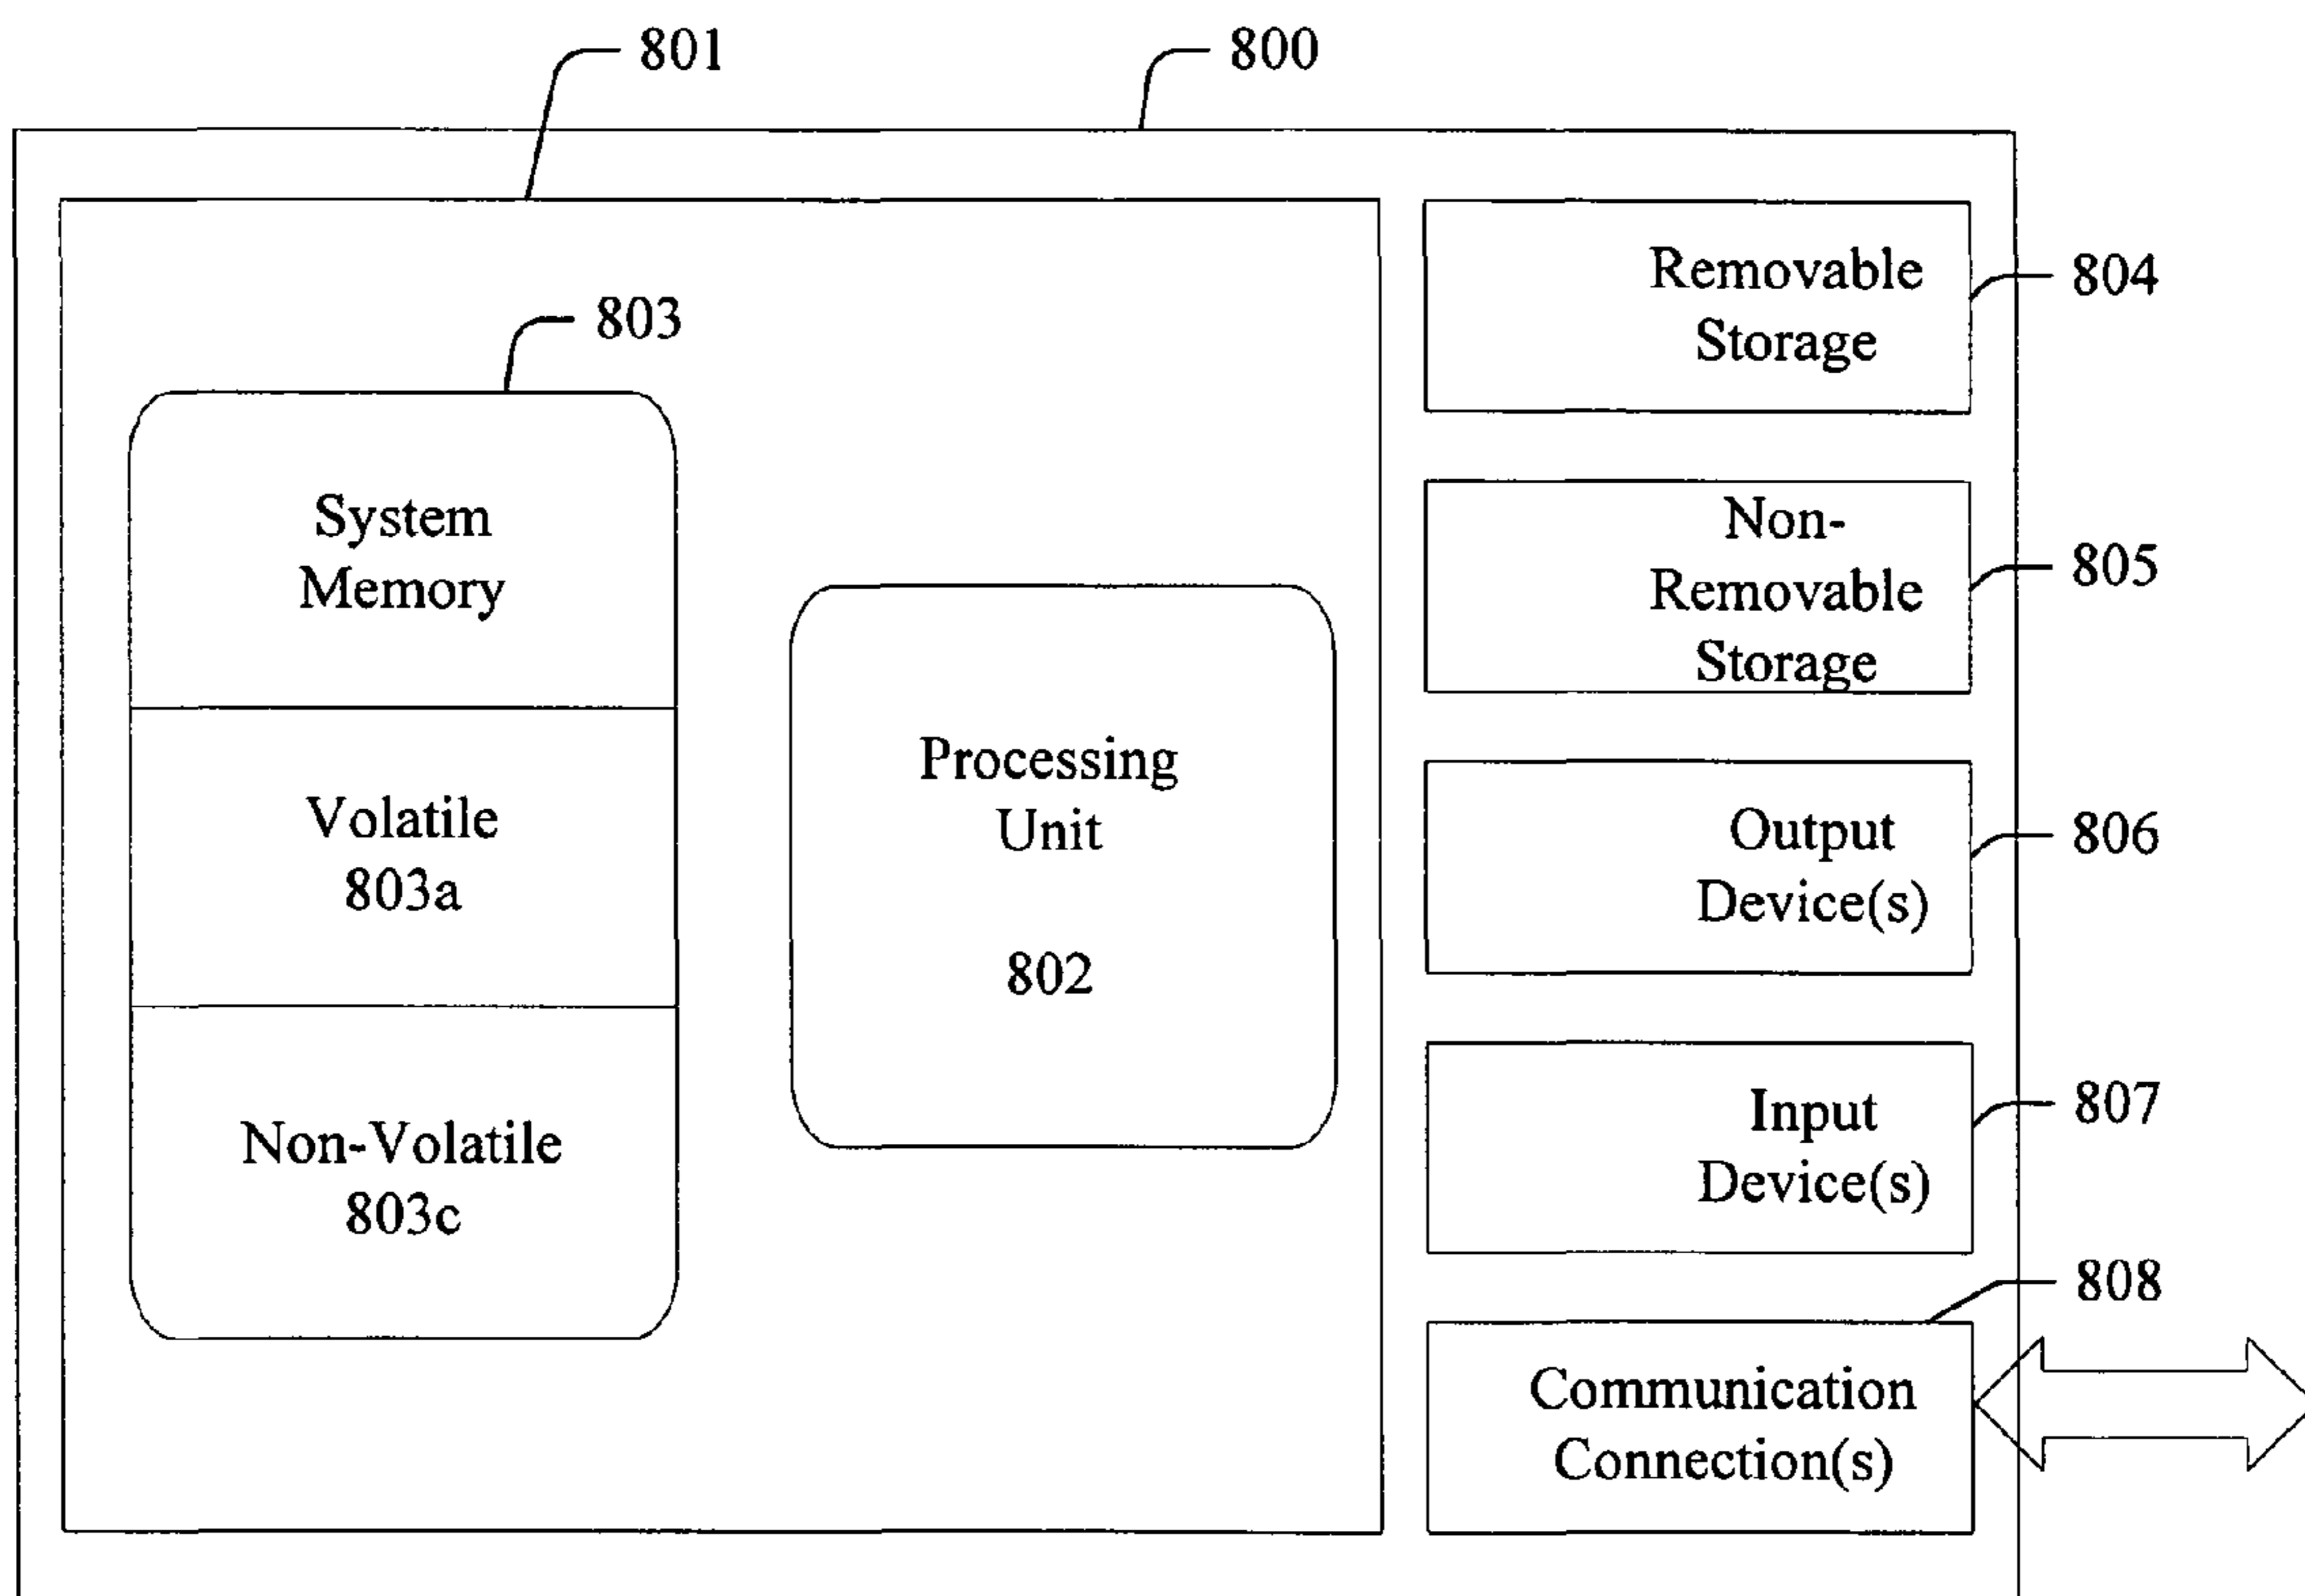 801
800
803
System
Memory
Volatile
803a
Non-Volatile
803c
Processing
Unit
802
Removable
Storage
804
Non-
Removable
Storage
805
Output
Device(s)
806
Input
Device(s)
807
808
Communication
Connection(s)